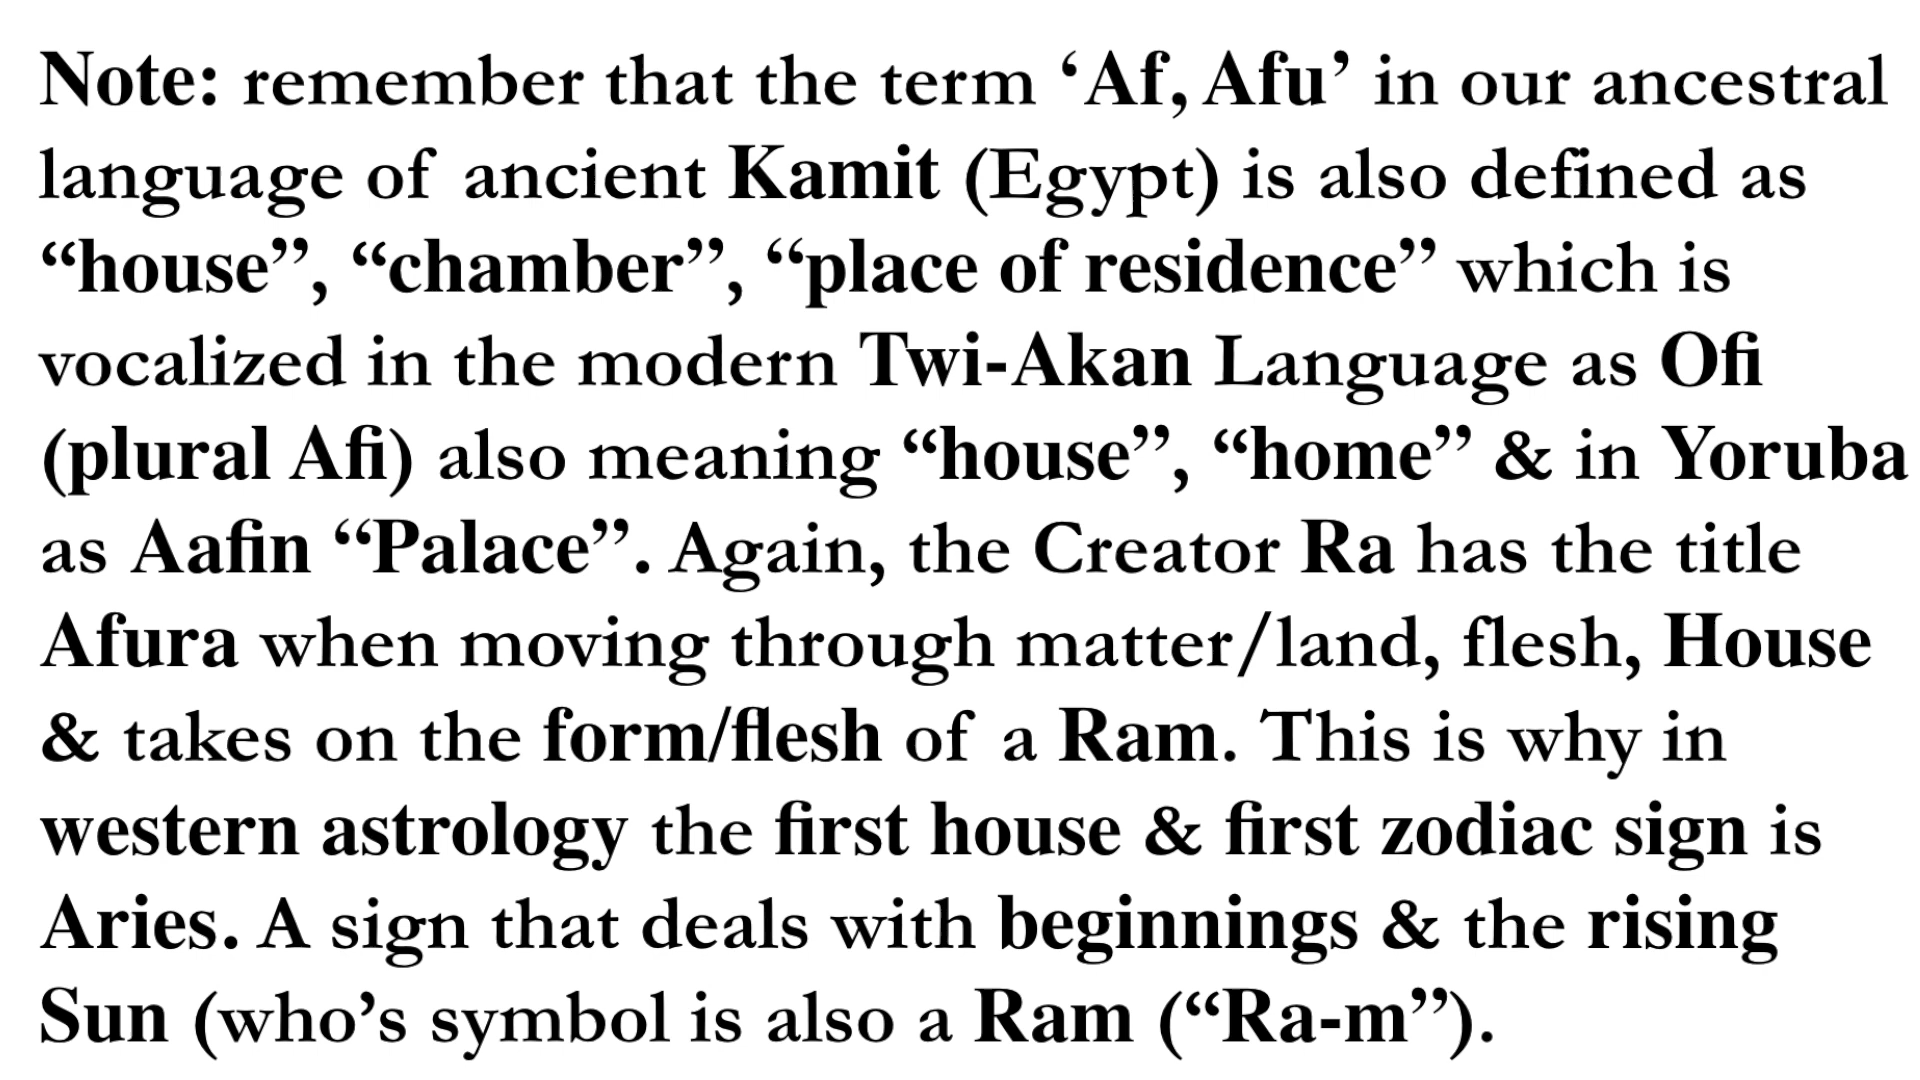 Note: remember that the term ‘Af, Afu’ in our ancestral
language of ancient Kamit (Egypt) is also defined as
“house”, “chamber”, “place of residence” which is
vocalized in the modern Twi-Akan Language as Ofi
(plural Afi) also meaning “house”, “home” & in Yoruba
as Aafin “Palace”. Again, the Creator Ra has the title
Afura when moving through matter/land, flesh, House
& takes on the form/flesh of a Ram. This is why in
western astrology the first house & first zodiac sign is
Aries. A sign that deals with beginnings & the rising
Sun (who’s symbol is also a Ram (“Ra-m”).